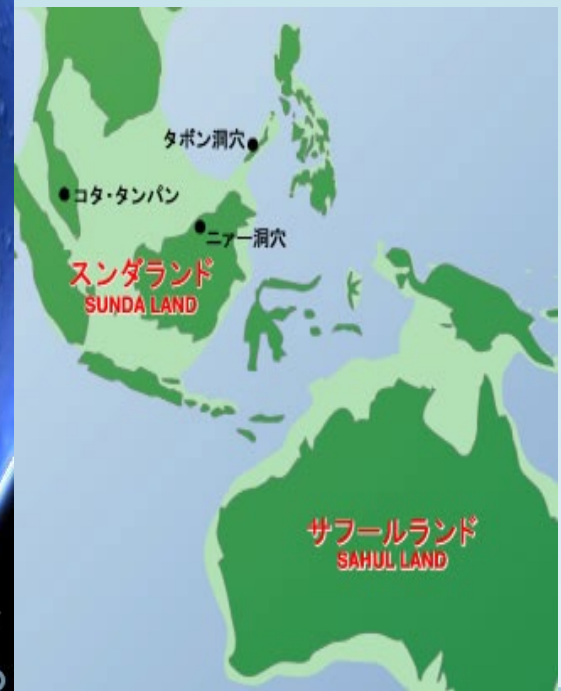 タボン洞穴
コタ・タンパン
ニァー洞穴
スンダランド
SUNDA LAND
サフールランド
SAHUL LAND